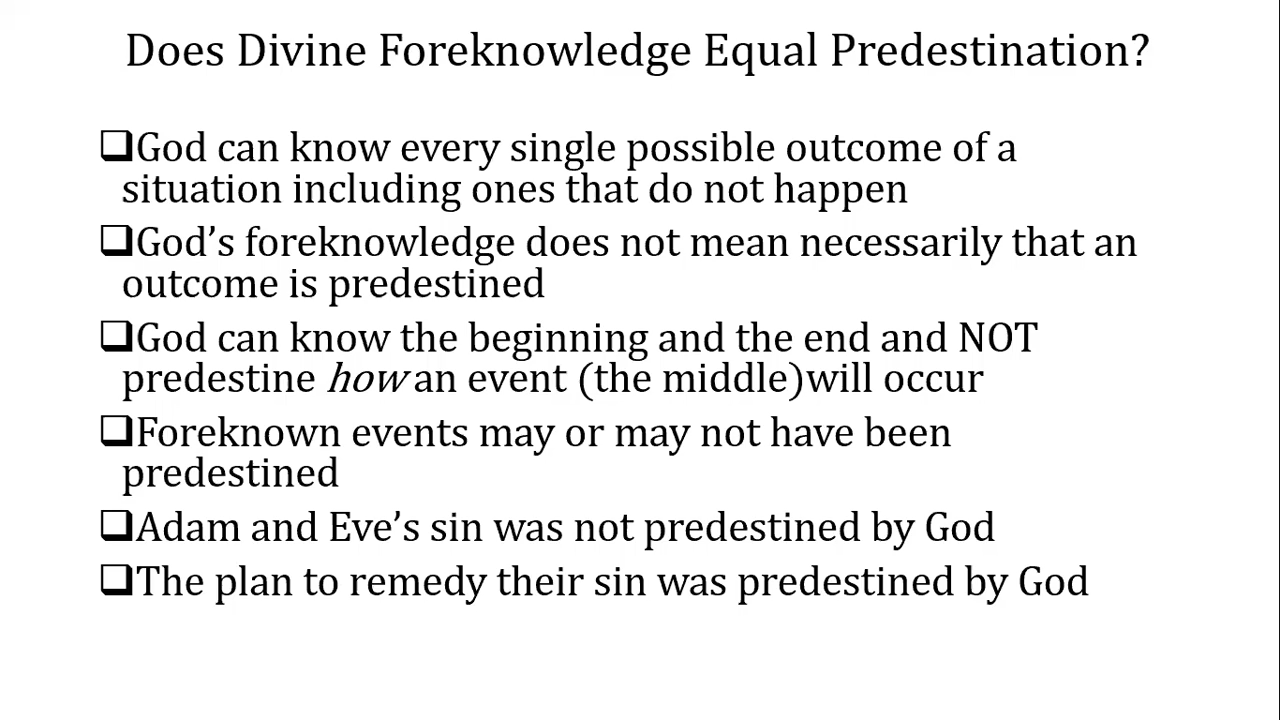 Does Divine Foreknowledge Equal Predestination?
❑God can know every single possible outcome of a
situation including ones that do not happen
❑God’s foreknowledge does not mean necessarily that an
outcome is predestined
❑God can know the beginning and the end and NOT
predestine how an event (the middle)will occur
❑Foreknown events may or may not have been
predestined
❑Adam and Eve’s sin was not predestined by God
❑The plan to remedy their sin was predestined by God